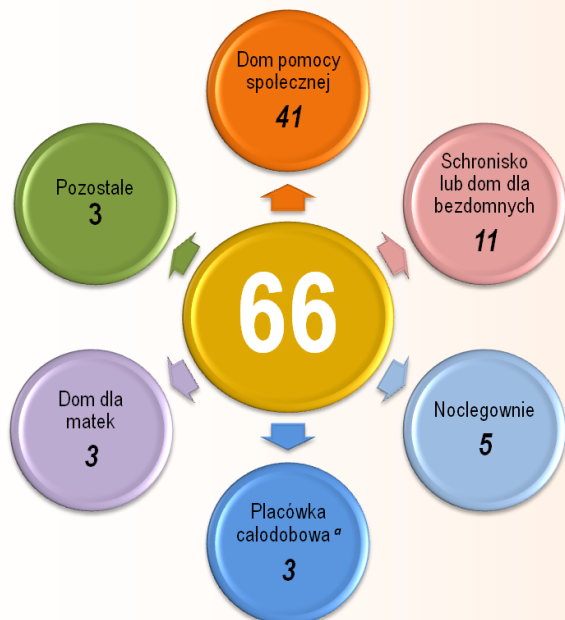 Dom pomocy
społecznej
41
Schronisko
lub dom dla
bezdomnych
11
Noclegownie
5
Placówka
całodobowa a
3
Dom dla
matek
3
Pozostałe
3
66